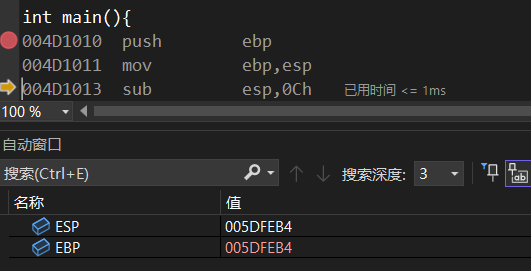 int main(){
004D1010 push ebp
004D1011 mov ebp,esp
004D1013 sub esp,0Ch 已用时间 <= 1ms
100 %
自动窗口
搜索(Ctrl+E) 搜索深度: 3
名称 值
ESP 005DFEB4
EBP 005DFEB4